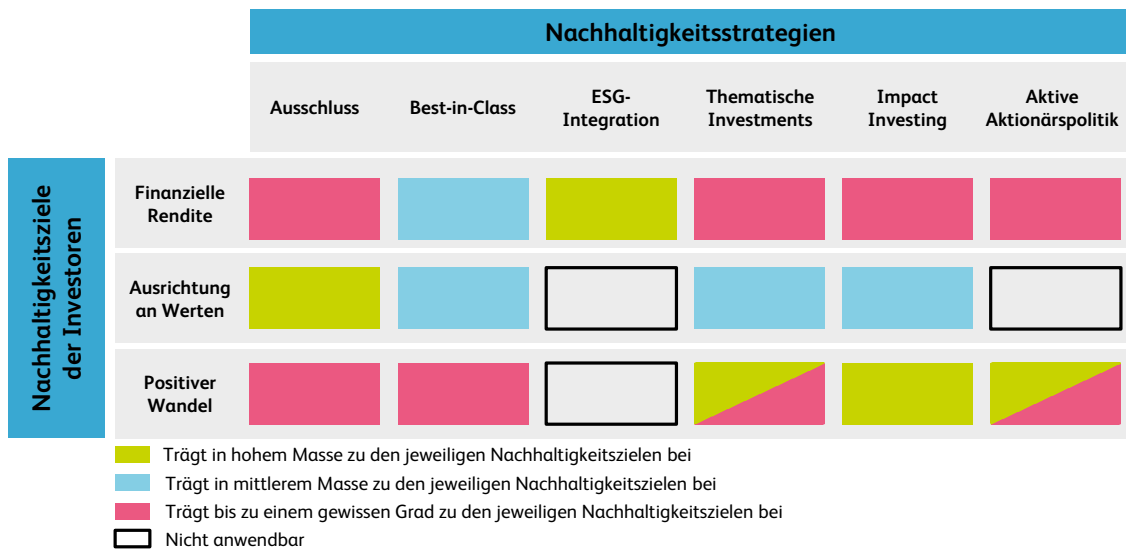 Nachhaltigkeitsstrategien
Ausschluss
Best-in-Class
ESG-
Integration
Thematische
Investments
Impact
Investing
Aktive
Aktionärspolitik
Nachhaltigkeitsziele
der Investoren
Finanzielle
Rendite
Ausrichtung
an Werten
Positiver
Wandel
Trägt in hohem Masse zu den jeweiligen Nachhaltigkeitszielen bei
Trägt in mittlerem Masse zu den jeweiligen Nachhaltigkeitszielen bei
Trägt bis zu einem gewissen Grad zu den jeweiligen Nachhaltigkeitszielen bei
Nicht anwendbar